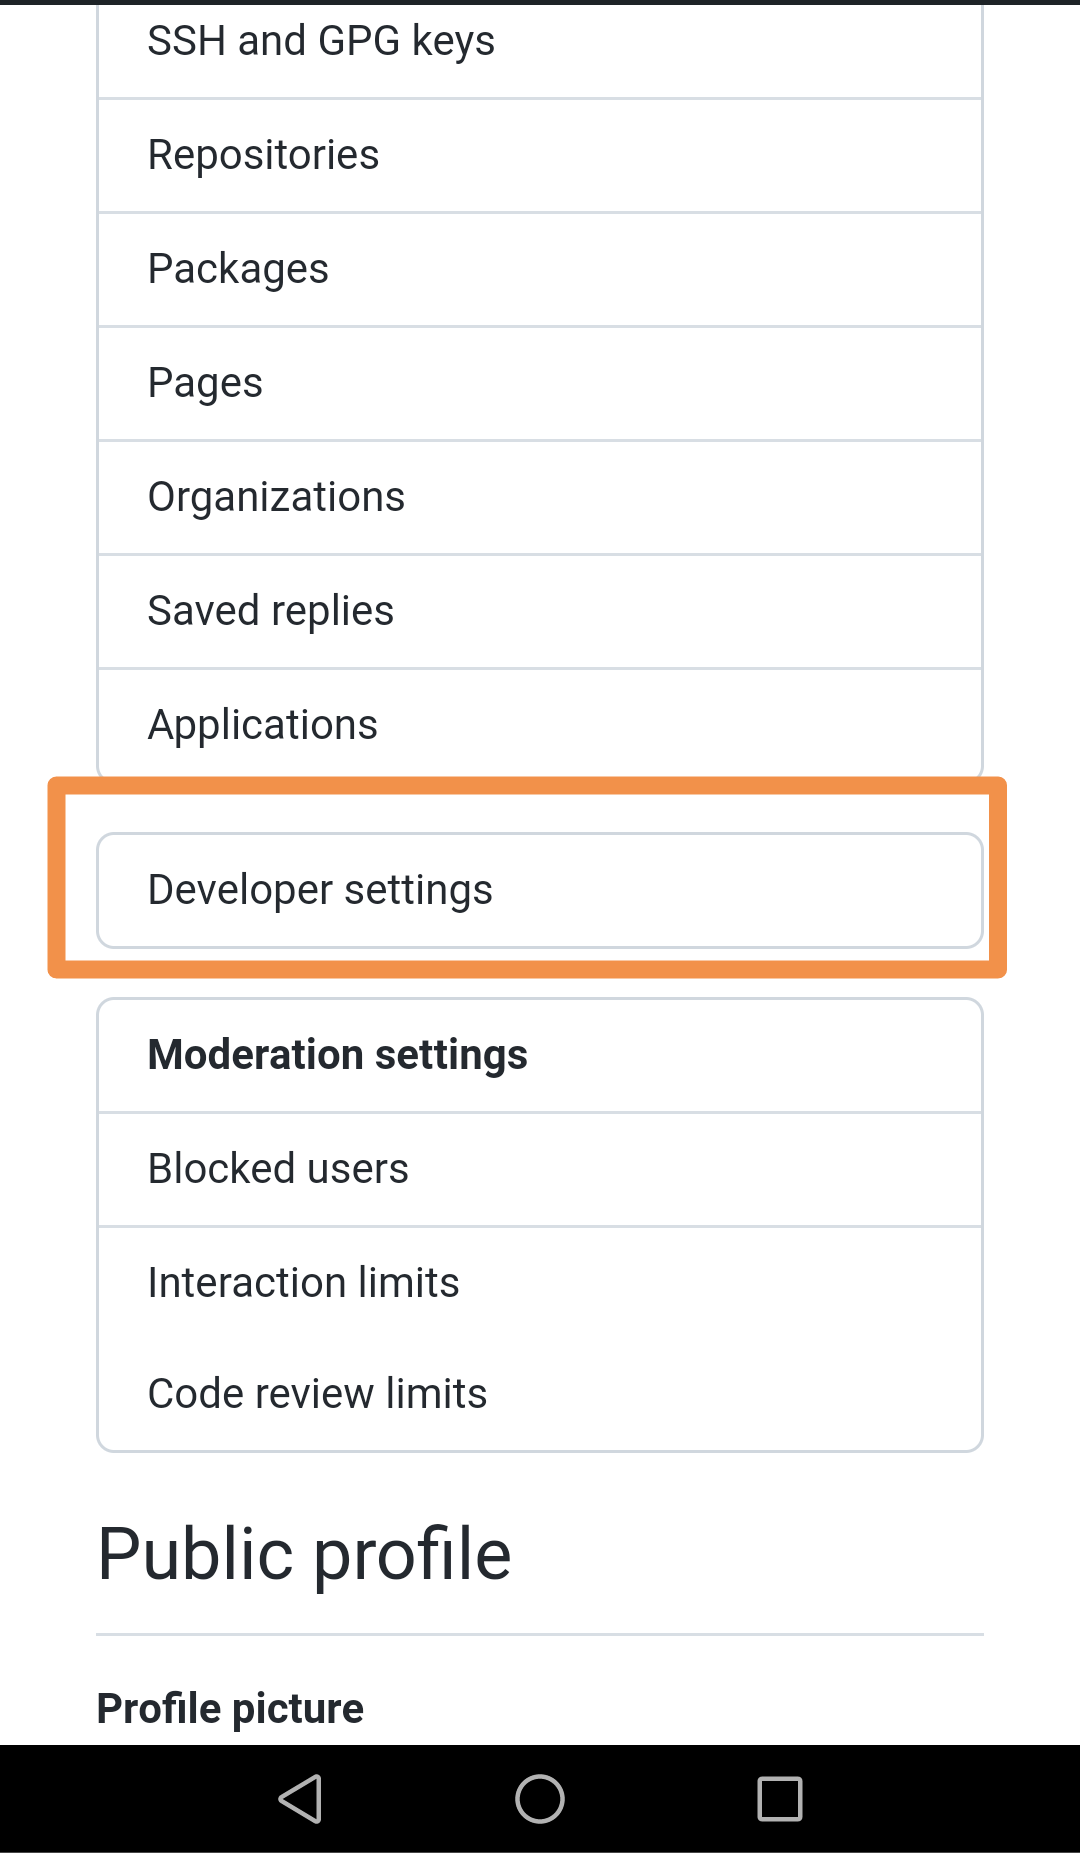 SSH and GPG keys
Repositories
Packages
Pages
Organizations
Saved replies
Applications
Developer settings
Moderation settings
Blocked users
Interaction limits
Code review limits
Public profile
Profile picture